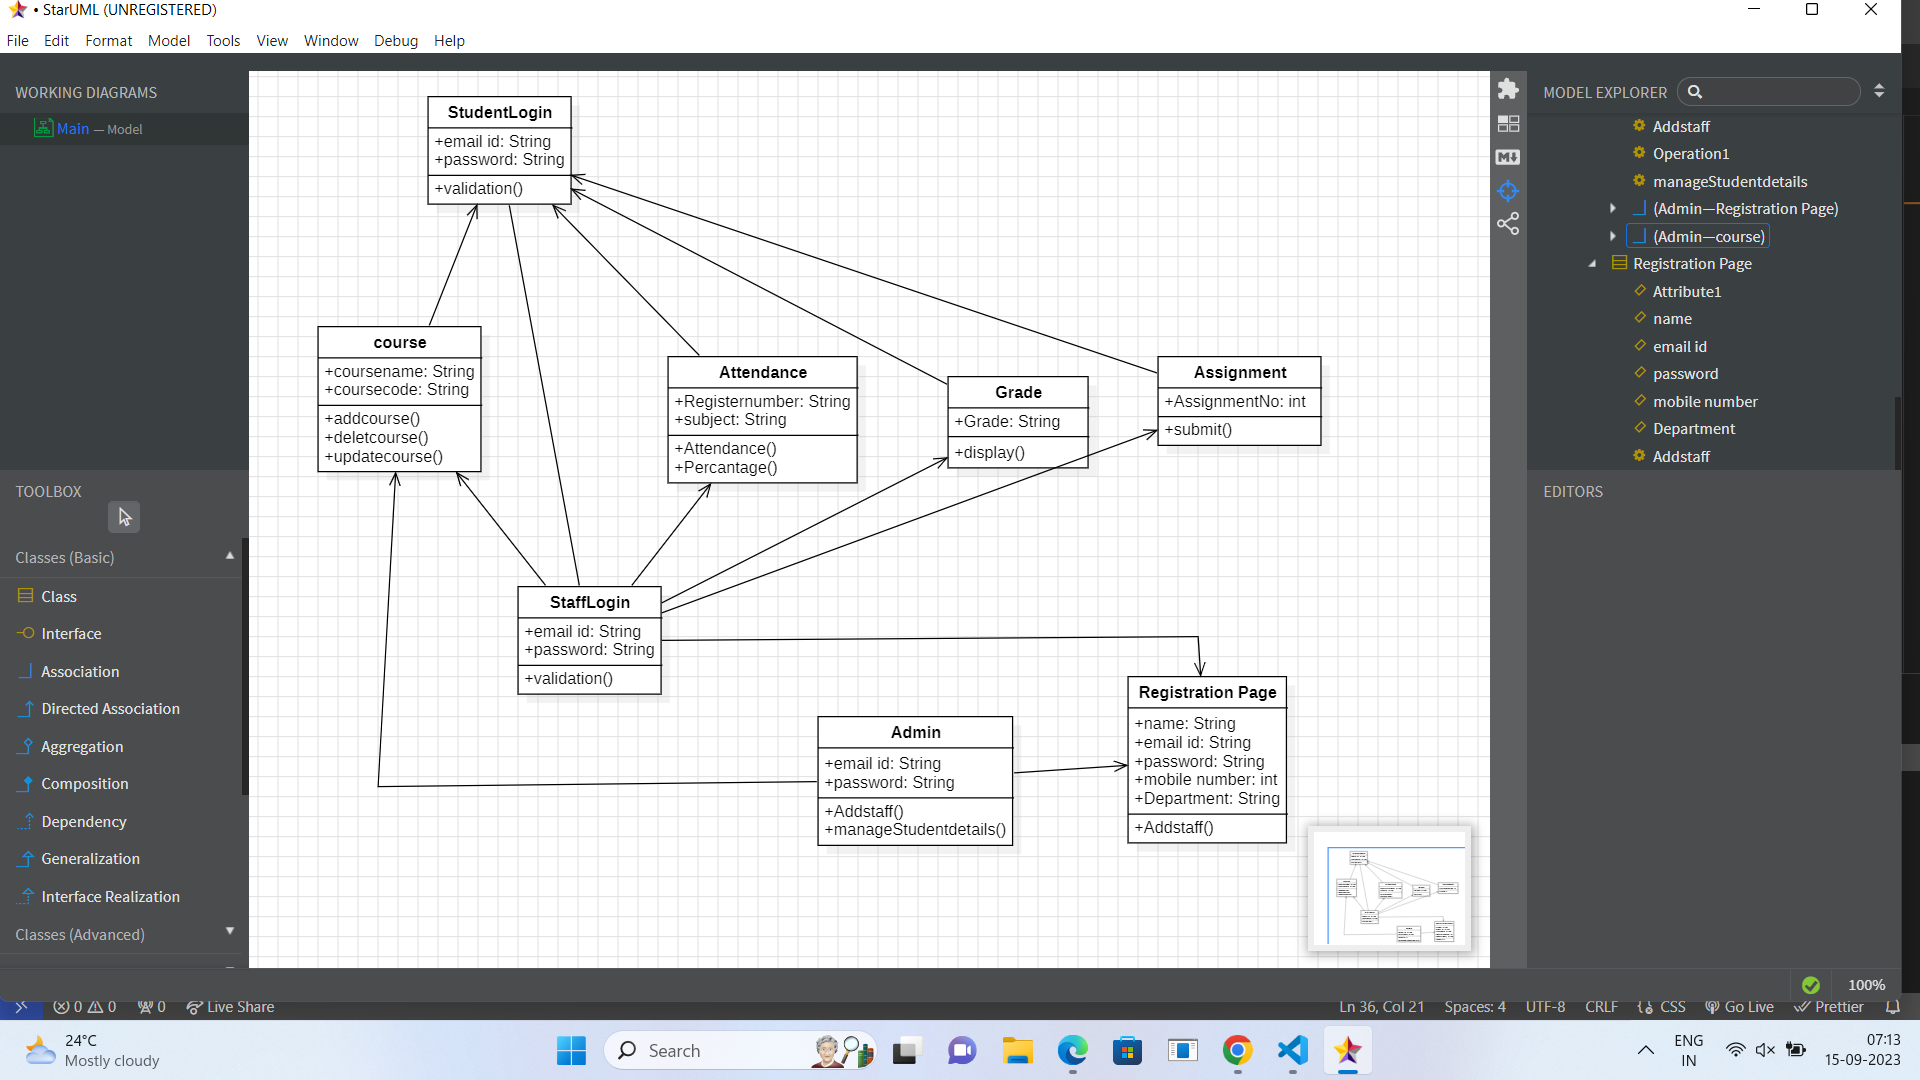 • StarUML (UNREGISTERED)
File Edit Format Model Tools View Window Debug Help
WORKING DIAGRAMS
Main — Model
TOOLBOX
Classes (Basic)
Class
Interface
Association
Directed Association
Aggregation
Composition
Dependency
Generalization
Interface Realization
Classes (Advanced)
StudentLogin
+email id: String
+password: String
+validation()
course
+coursename: String
+coursecode: String
+addcourse()
+deletcourse()
+updatecourse()
Attendance
+Registernumber: String
+subject: String
+Attendance()
+Percantage()
Grade
+Grade: String
+display()
Assignment
+AssignmentNo: int
+submit()
StaffLogin
+email id: String
+password: String
+validation()
Admin
+email id: String
+password: String
+Addstaff()
+manageStudentdetails()
Registration Page
+name: String
+email id: String
+password: String
+mobile number: int
+Department: String
+Addstaff()
MODEL EXPLORER
Addstaff
Operation1
manageStudentdetails
(Admin—Registration Page)
(Admin—course)
Registration Page
Attribute1
name
email id
password
mobile number
Department
Addstaff
EDITORS
100%
0 0 0 Live Share
Ln 36, Col 21 Spaces: 4 UTF-8 CRLF CSS Go Live Prettier
24°C
Mostly cloudy
Search
ENG
IN
07:13
15-09-2023